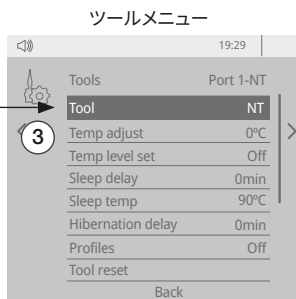 ツールメニュー
19:29
Tools Port 1-NT
Tool NT
3
Temp adjust 0ºC
Temp level set Off
Sleep delay 0min
Sleep temp 90ºC
Hibernation delay 0min
Profiles Off
Tool reset
Back